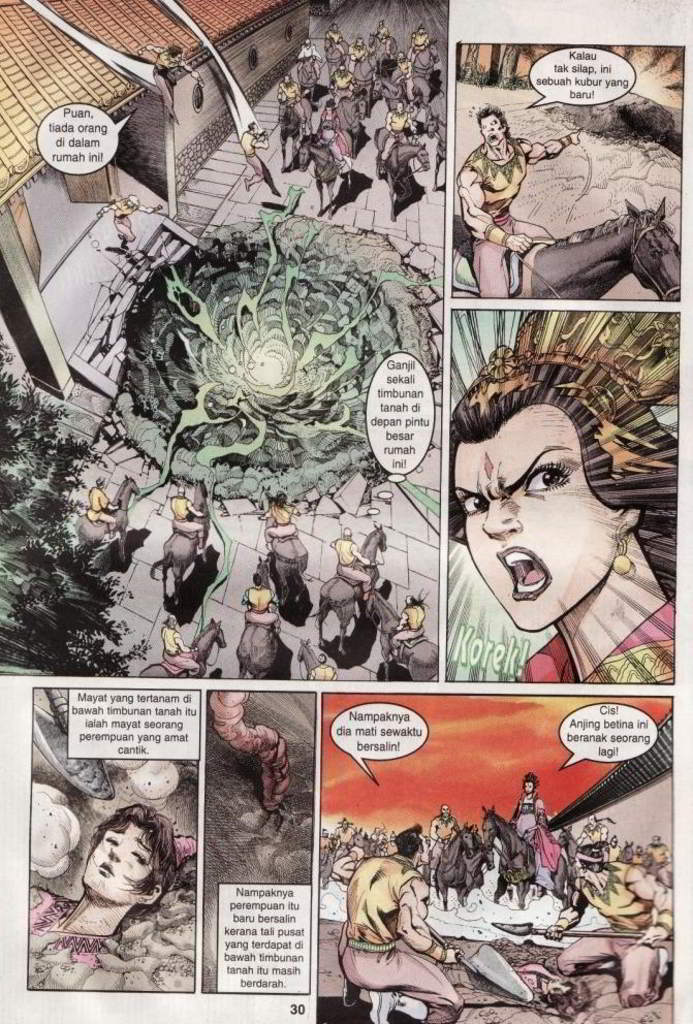 Puan,
tiada orang
di dalam
rumah ini!
Ganjil
sekali
timbunan
tanah di
depan pintu
besar
rumah
ini!
Kalau
tak silap, ini
sebuah kubur yang
baru!
Korek!
Mayat yang tertanam di
bawah timbunan tanah itu
ialah mayat seorang
perempuan yang amat
cantik.
Nampaknya
perempuan itu
baru bersalin
kerana tali pusat
yang terdapat di
bawah timbunan
tanah itu masih
berdarah.
Nampaknya
dia mati sewaktu
bersalin!
Cis!
Anjing betina ini
beranak seorang
lagi!
30